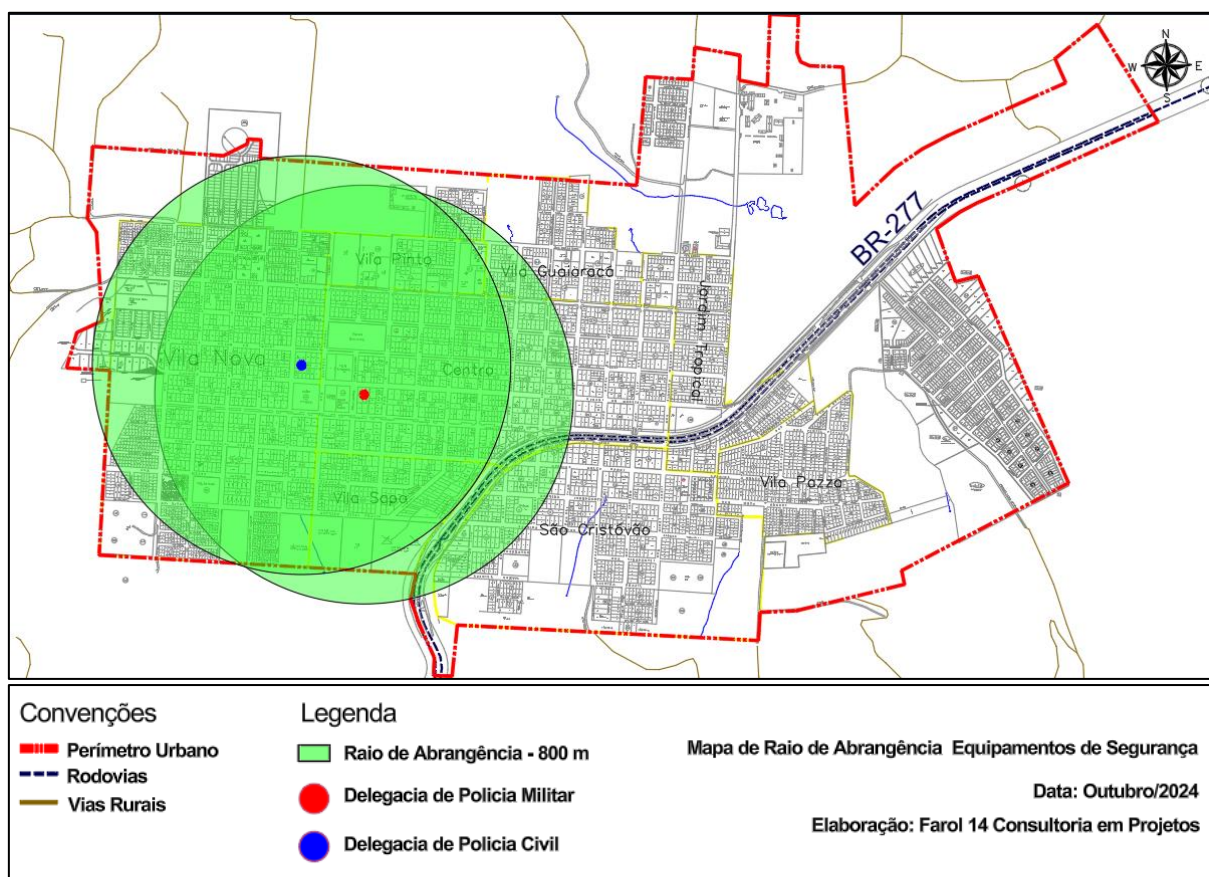 N
W E
S
BR-277
Vila Pinto
Vila Guaiaracá
Jardim Tropical
Vila Nova
Centro
Vila Sapo
Vila Pazza
São Cristóvão
Convenções
Perímetro Urbano
Rodovias
Vias Rurais
Legenda
Raio de Abrangência - 800 m
Delegacia de Policia Militar
Delegacia de Policia Civil
Mapa de Raio de Abrangência Equipamentos de Segurança
Data: Outubro/2024
Elaboração: Farol 14 Consultoria em Projetos